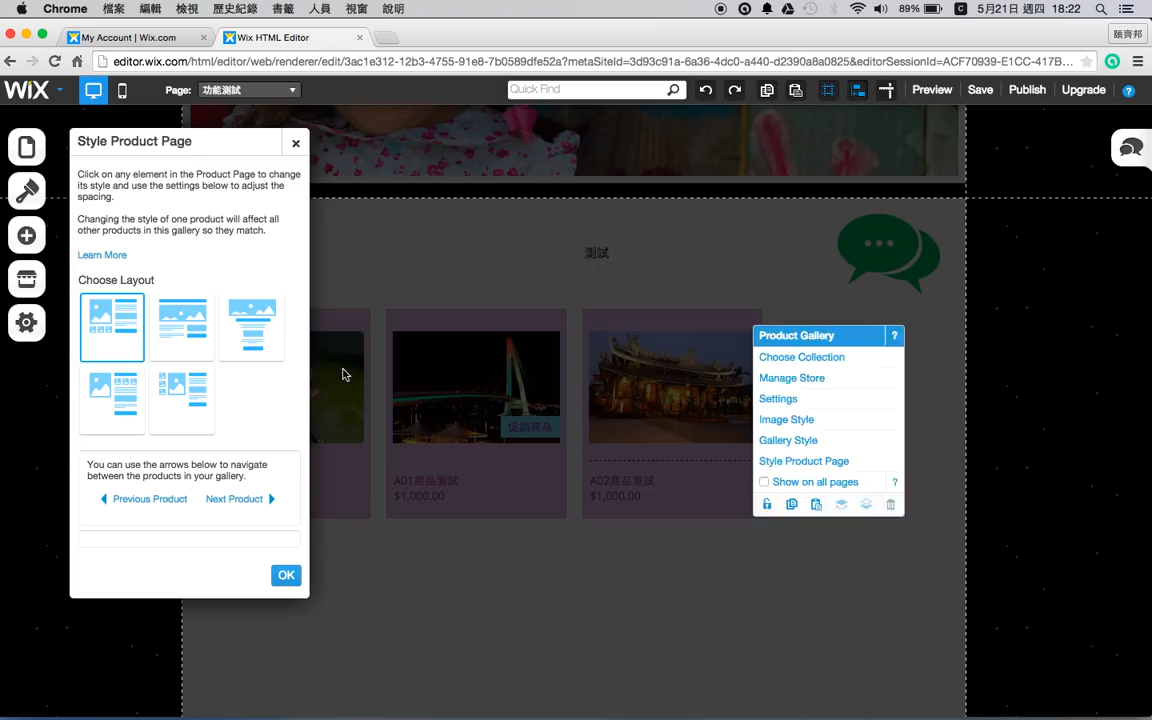 Chrome 檔案 編輯 檢視 歷史紀錄 書籤 人員 視窗 說明 89% 5月21日 週四 18:22
My Account | Wix.com × Wix HTML Editor × 願齊邦
editor.wix.com/html/editor/web/renderer/edit/3ac1e312-12b3-4755-91e8-7b0589dfe52a?metaSiteId=3d93c91a-6a36-4dc0-a440-d2390a8a0825&editorSessionId=ACF70939-E1CC-417B...
WiX Page: 功能測試 Quick Find Preview Save Publish Upgrade ?
Style Product Page ×
Click on any element in the Product Page to change
its style and use the settings below to adjust the
spacing.
Changing the style of one product will affect all
other products in this gallery so they match.
Learn More
Choose Layout
You can use the arrows below to navigate
between the products in your gallery.
Previous Product Next Product
OK
測試
促銷商品
A01商品測試
$1,000.00
A02商品測試
$1,000.00
Product Gallery ?
Choose Collection
Manage Store
Settings
Image Style
Gallery Style
Style Product Page
Show on all pages ?